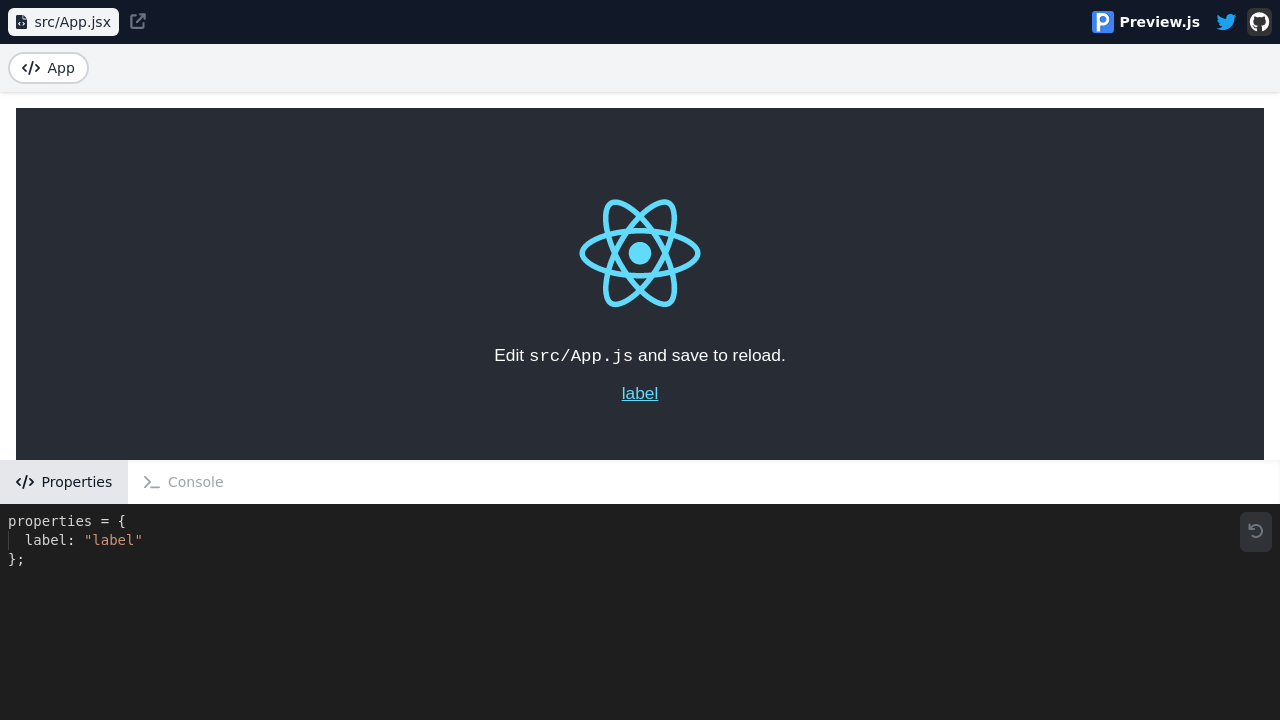 src/App.jsx
Preview.js
App
Edit src/App.js and save to reload.
label
Properties
Console
properties = {
  label: "label"
};